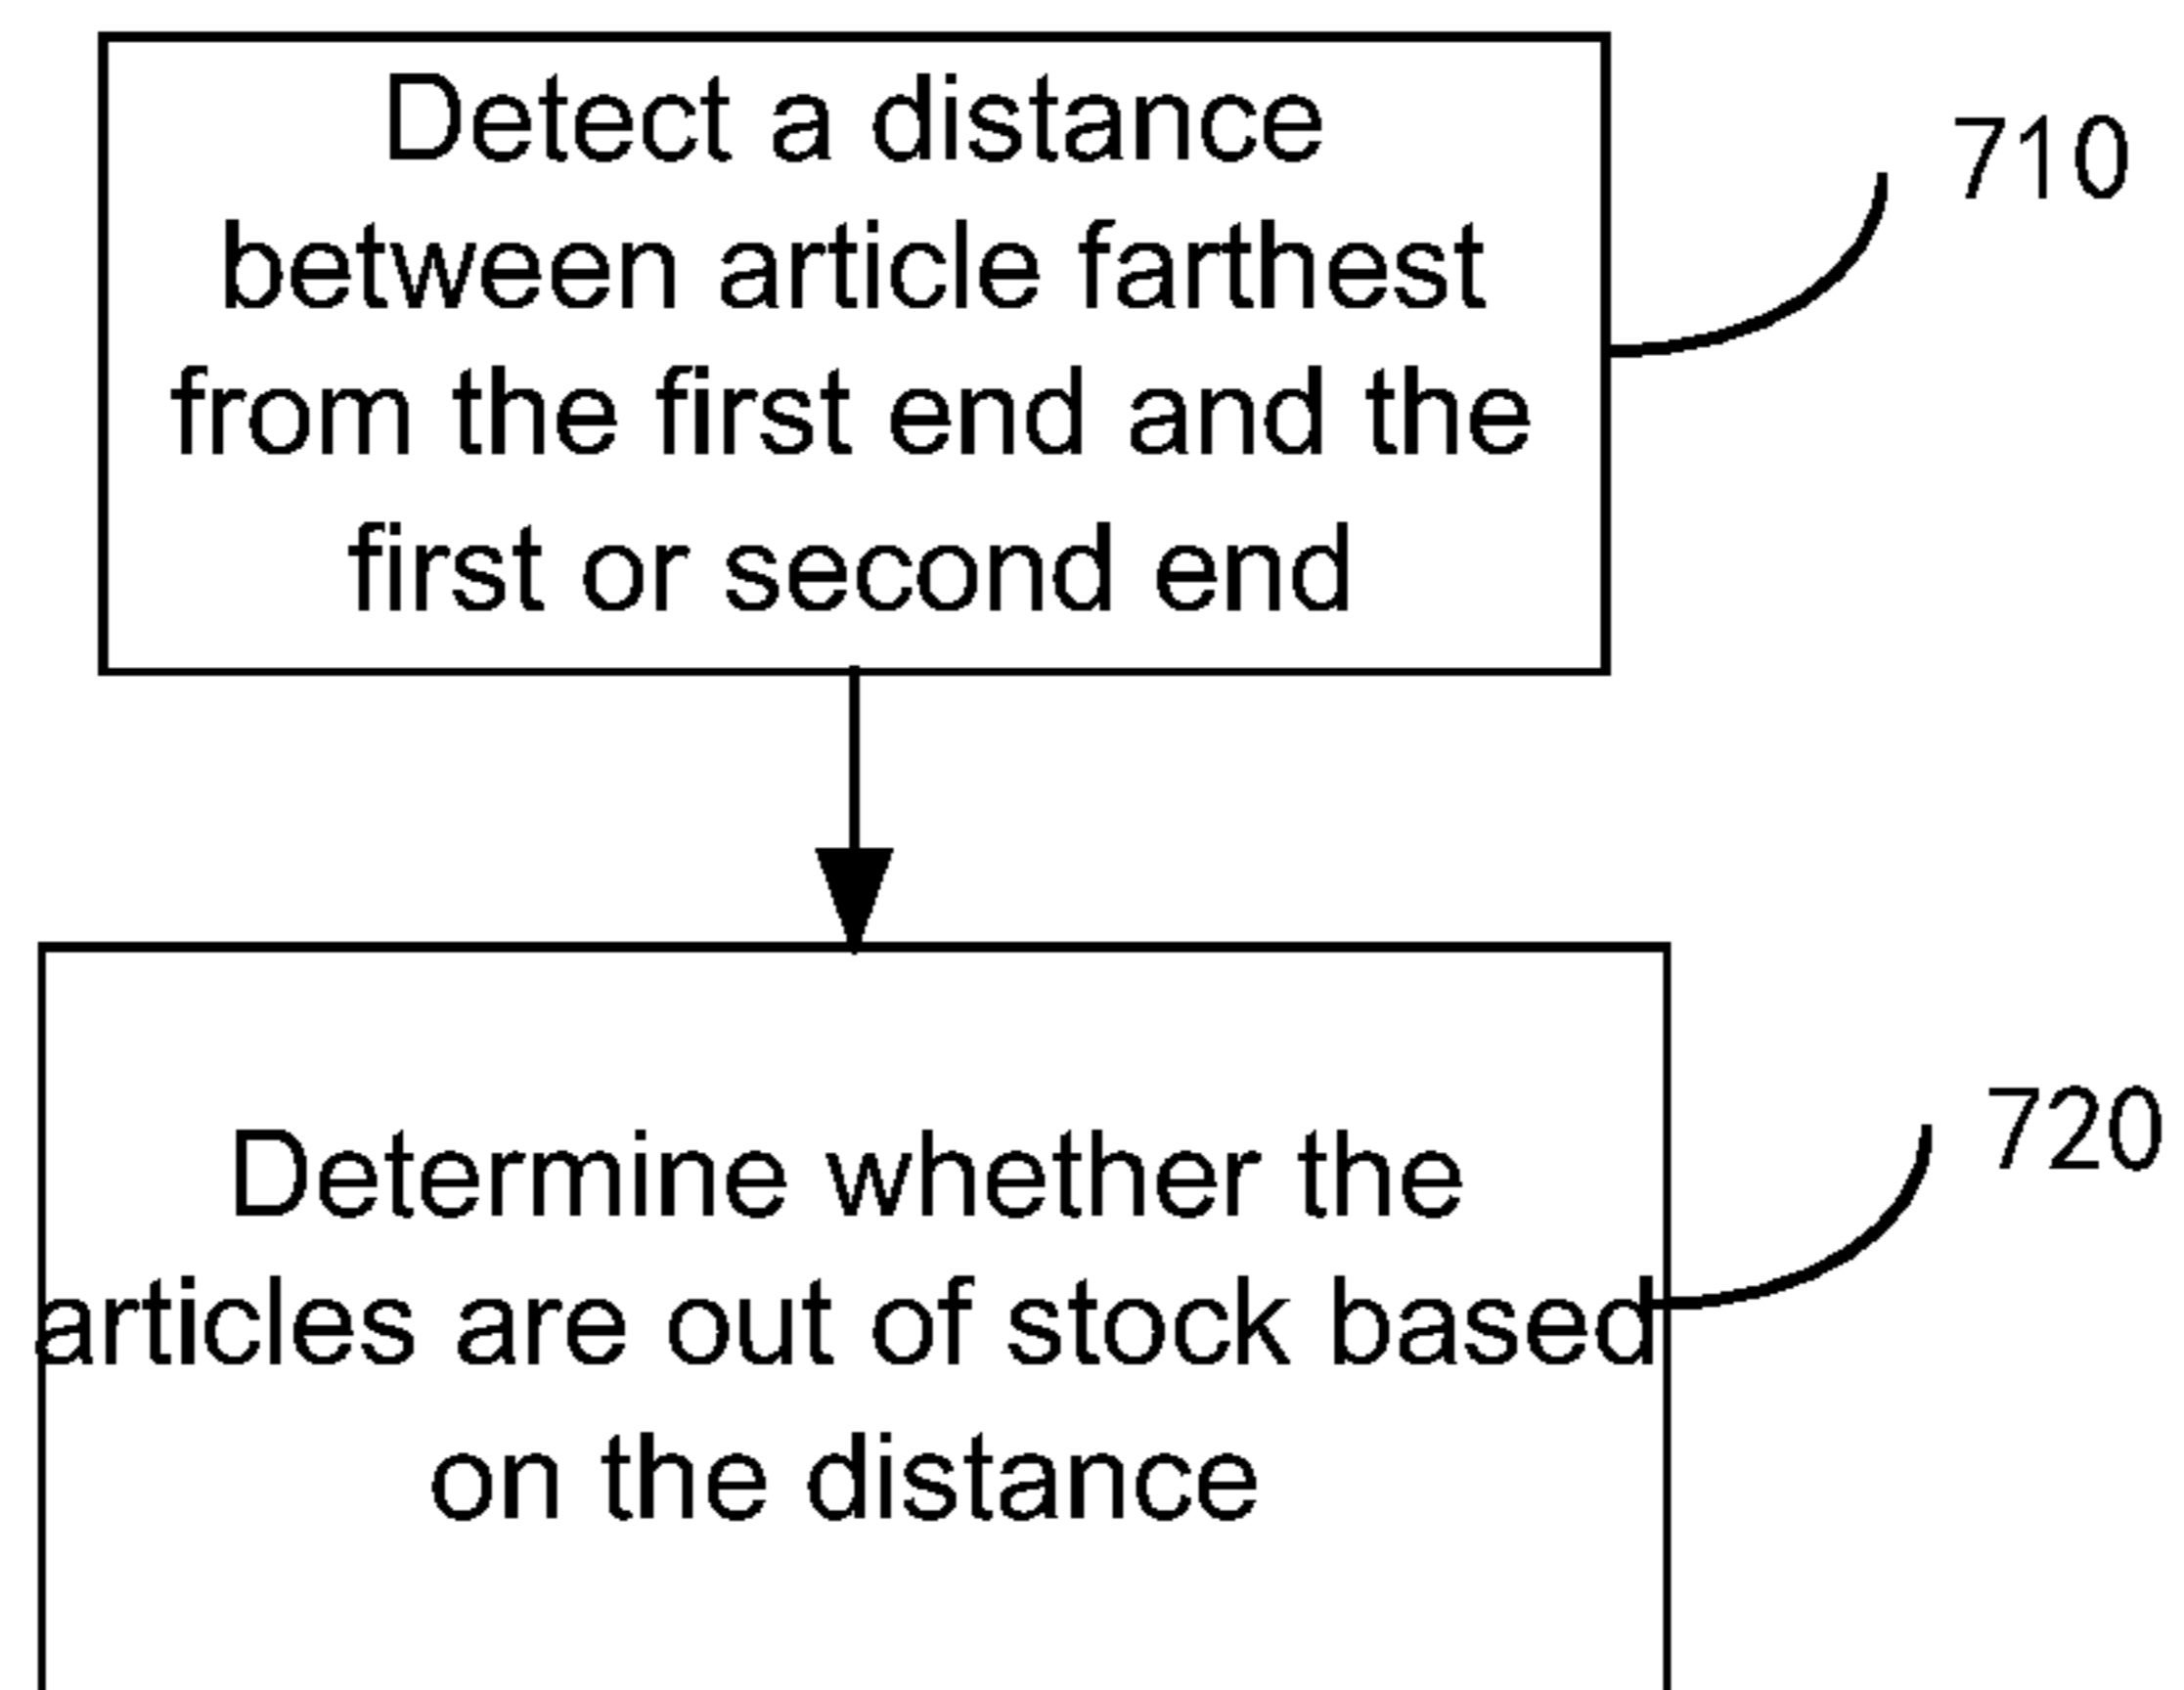 Detect a distance
between article farthest
from the first end and the
first or second end
710
Determine whether the
articles are out of stock based
on the distance
720